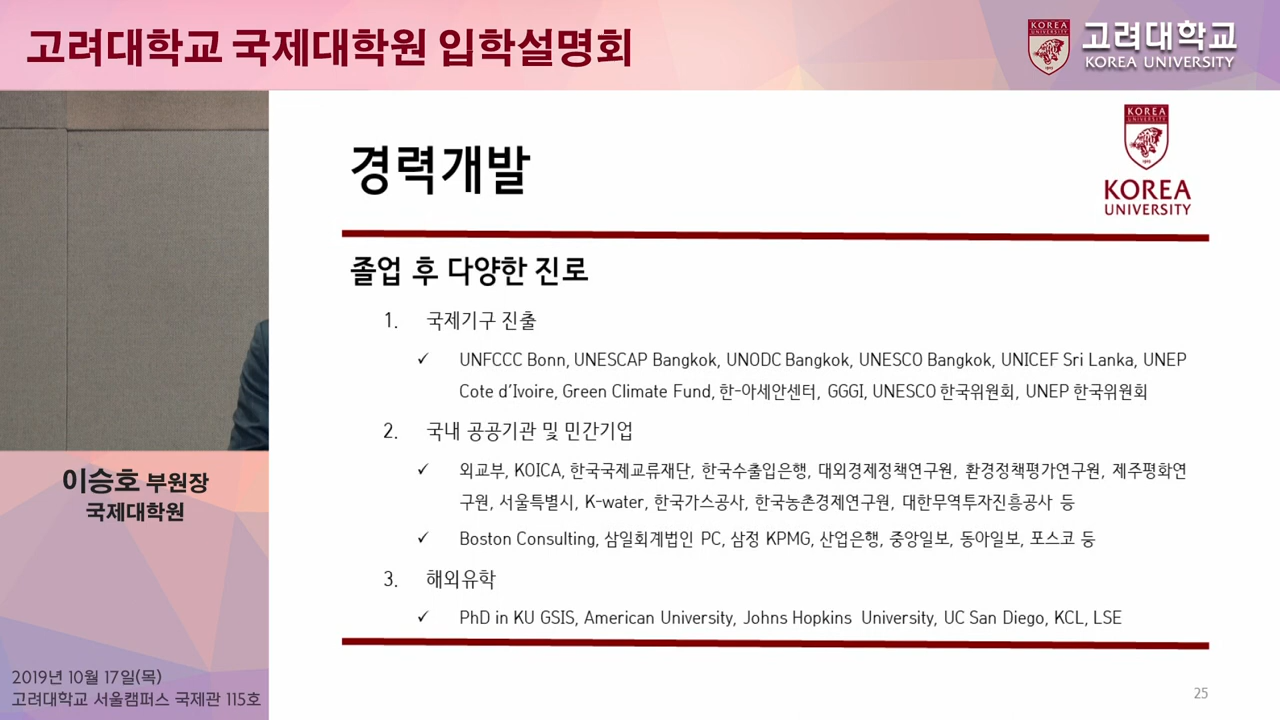 고려대학교 국제대학원 입학설명회
KOREA
고려대학교
KOREA UNIVERSITY
KOREA
UNIVERSITY
KOREA
UNIVERSITY
경력개발
졸업 후 다양한 진로
1. 국제기구 진출
✓ UNFCCC Bonn, UNESCAP Bangkok, UNODC Bangkok, UNESCO Bangkok, UNICEF Sri Lanka, UNEP
Cote d’Ivoire, Green Climate Fund, 한-아세안센터, GGGI, UNESCO 한국위원회, UNEP 한국위원회
2. 국내 공공기관 및 민간기업
✓ 외교부, KOICA, 한국국제교류재단, 한국수출입은행, 대외경제정책연구원, 환경정책평가연구원, 제주평화연
구원, 서울특별시, K-water, 한국가스공사, 한국농촌경제연구원, 대한무역투자진흥공사 등
✓ Boston Consulting, 삼일회계법인 PC, 삼정 KPMG, 산업은행, 중앙일보, 동아일보, 포스코 등
3. 해외유학
✓ PhD in KU GSIS, American University, Johns Hopkins University, UC San Diego, KCL, LSE
25
이승호 부원장
국제대학원
2019년 10월 17일(목)
고려대학교 서울캠퍼스 국제관 115호